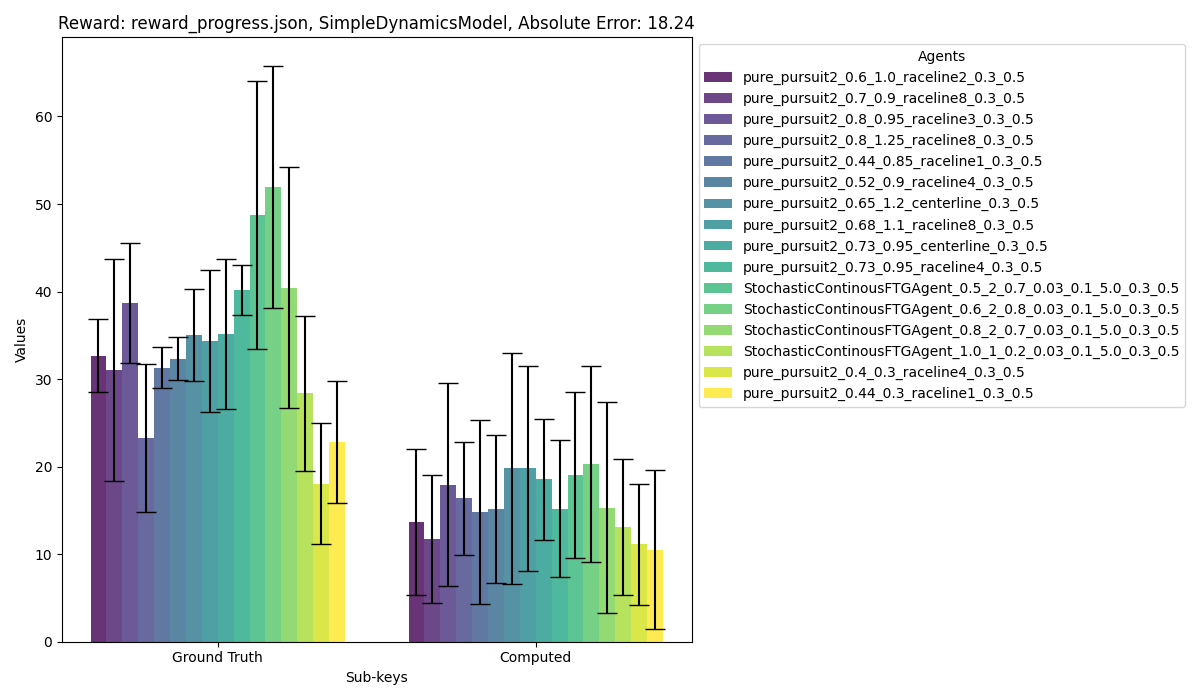 Reward: reward_progress.json, SimpleDynamicsModel, Absolute Error: 18.24
Values
60
50
40
30
20
10
0
Ground Truth
Computed
Sub-keys
Agents
pure_pursuit2_0.6_1.0_raceline2_0.3_0.5
pure_pursuit2_0.7_0.9_raceline8_0.3_0.5
pure_pursuit2_0.8_0.95_raceline3_0.3_0.5
pure_pursuit2_0.8_1.25_raceline8_0.3_0.5
pure_pursuit2_0.44_0.85_raceline1_0.3_0.5
pure_pursuit2_0.52_0.9_raceline4_0.3_0.5
pure_pursuit2_0.65_1.2_centerline_0.3_0.5
pure_pursuit2_0.68_1.1_raceline8_0.3_0.5
pure_pursuit2_0.73_0.95_centerline_0.3_0.5
pure_pursuit2_0.73_0.95_raceline4_0.3_0.5
StochasticContinousFTGAgent_0.5_2_0.7_0.03_0.1_5.0_0.3_0.5
StochasticContinousFTGAgent_0.6_2_0.8_0.03_0.1_5.0_0.3_0.5
StochasticContinousFTGAgent_0.8_2_0.7_0.03_0.1_5.0_0.3_0.5
StochasticContinousFTGAgent_1.0_1_0.2_0.03_0.1_5.0_0.3_0.5
pure_pursuit2_0.4_0.3_raceline4_0.3_0.5
pure_pursuit2_0.44_0.3_raceline1_0.3_0.5